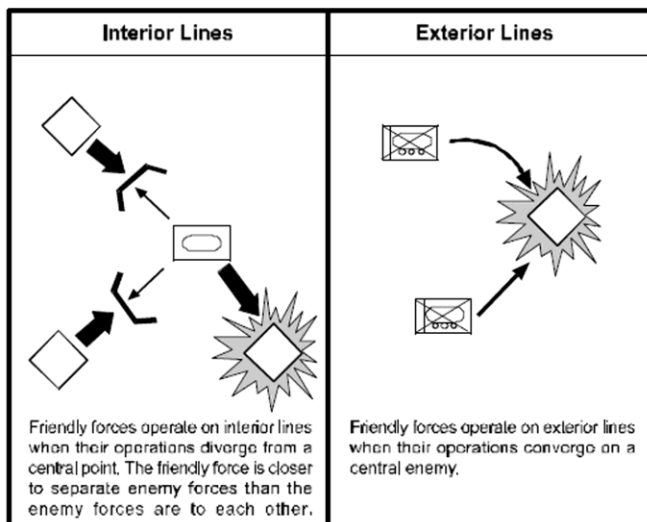 Interior Lines
Exterior Lines
Friendly forces operate on interior lines
when their operations diverge from a
central point. The friendly force is closer
to separate enemy forces than the
enemy forces are to each other.
Friendly forces operate on exterior lines
when their operations converge on a
central enemy.